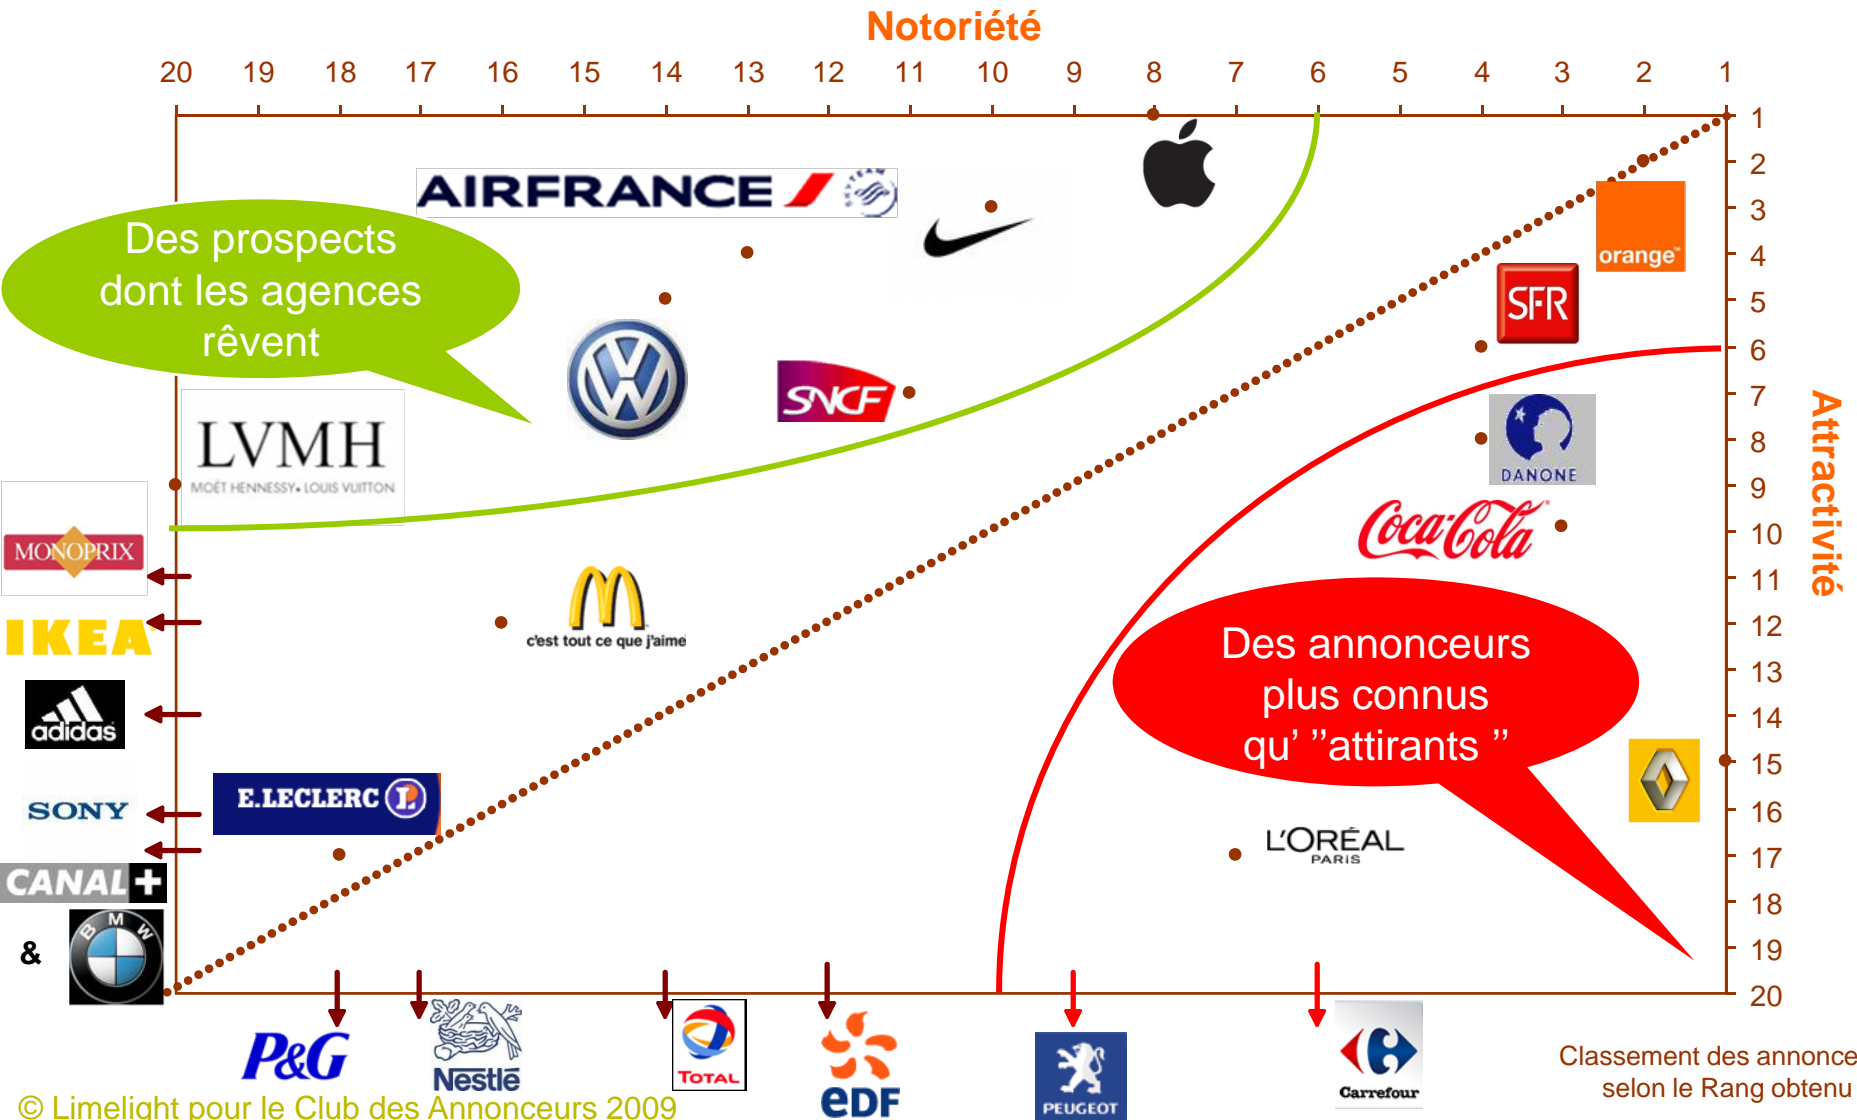 Notoriété
20 19 18 17 16 15 14 13 12 11 10 9 8 7 6 5 4 3 2 1
1
2
3
4
5
6
7
8
9
10
11
12
13
14
15
16
17
18
19
20
Attractivité
AIRFRANCE
SKYTEAM
Des prospects
dont les agences
rêvent
orange™
SFR
SNCF
LVMH
MOËT HENNESSY • LOUIS VUITTON
DANONE
Coca-Cola
MONOPRIX
IKEA
c'est tout ce que j'aime
Des annonceurs
plus connus
qu' ”attirants ”
adidas
SONY
E.LECLERC L
L'ORÉAL
PARIS
CANAL+
& BMW
P&G
Nestlé
TOTAL
eDF
PEUGEOT
Carrefour
Classement des annonce
selon le Rang obtenu
© Limelight pour le Club des Annonceurs 2009